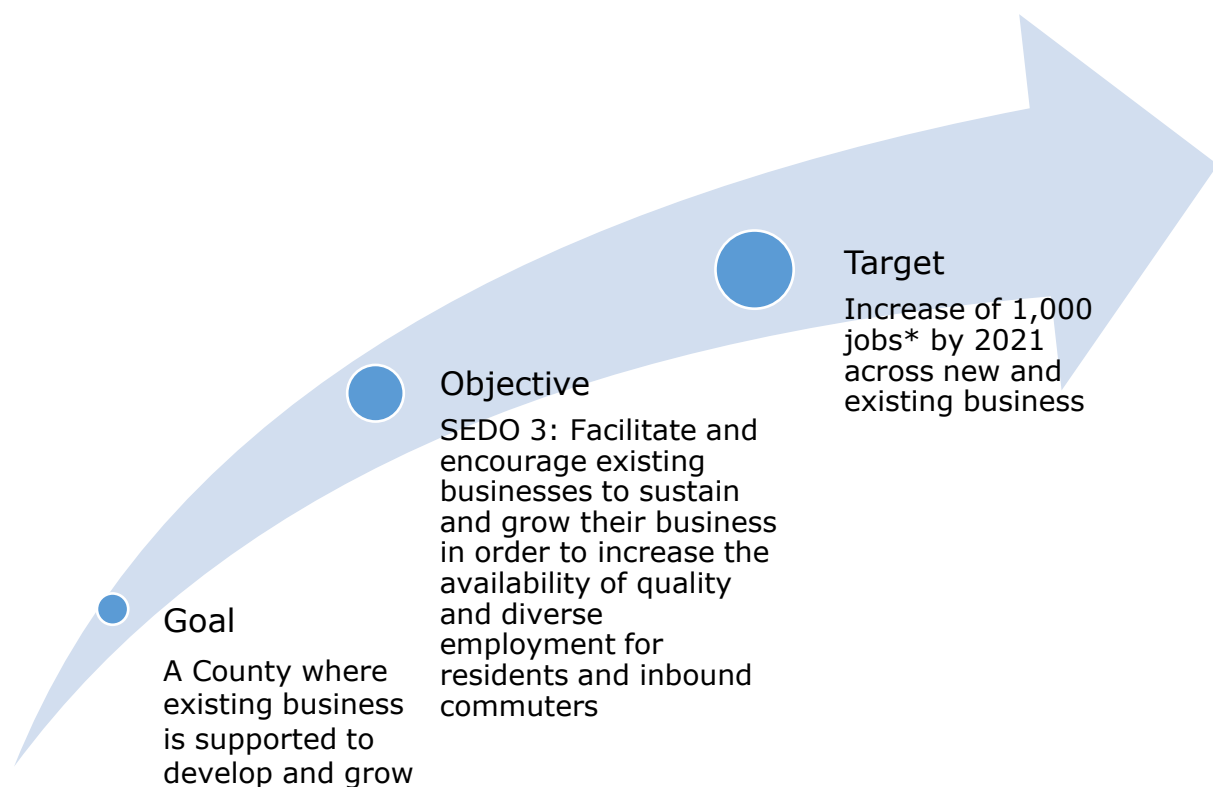 Goal
A County where
existing business
is supported to
develop and grow
Objective
SEDO 3: Facilitate and
encourage existing
businesses to sustain
and grow their business
in order to increase the
availability of quality
and diverse
employment for
residents and inbound
commuters
Target
Increase of 1,000
jobs* by 2021
across new and
existing business